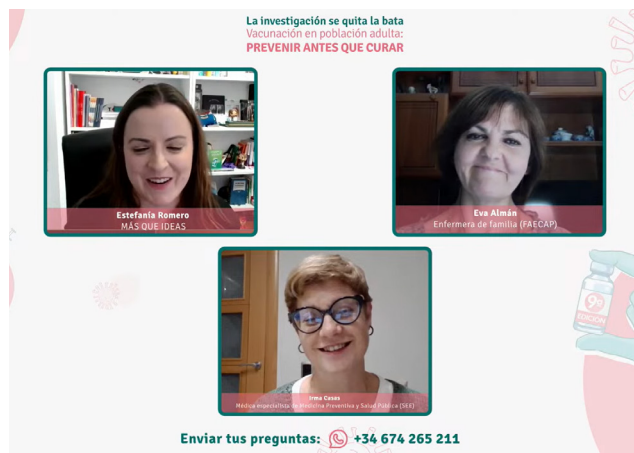 La investigación se quita la bata
Vacunación en población adulta:
PREVENIR ANTES QUE CURAR
Estefanía Romero
MÁS QUE IDEAS
Eva Almán
Enfermera de familia (FAECAP)
9ª
EDICIÓN
Irma Casas
Médica especialista de Medicina Preventiva y Salud Pública (SEE)
Enviar tus preguntas: +34 674 265 211